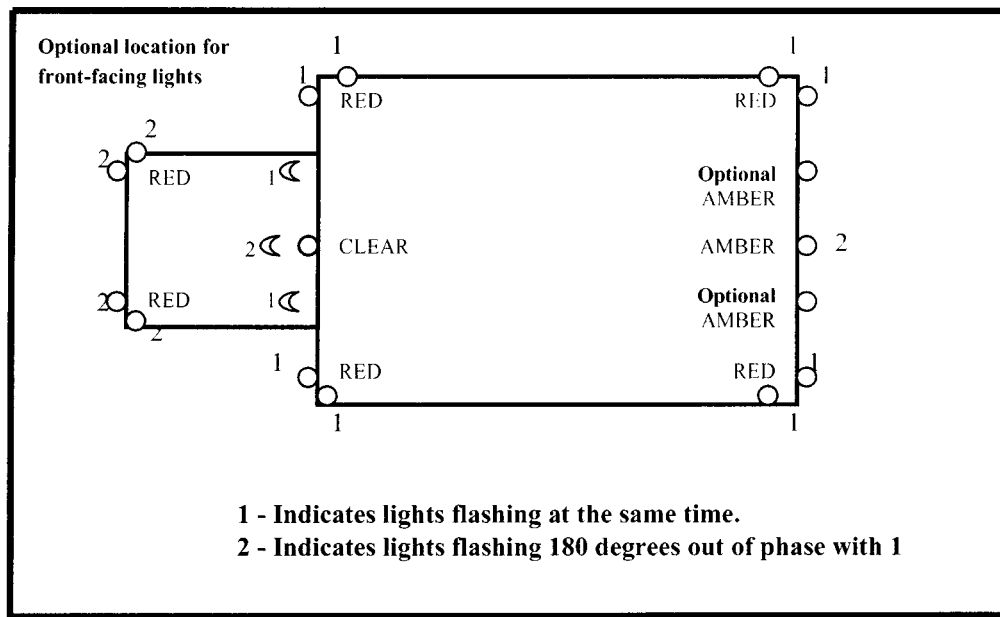 Optional location for
front-facing lights
1
1
1
1
RED
RED
2
2
RED
1
Optional
AMBER
2
CLEAR
AMBER
2
2
RED
1
Optional
AMBER
2
1
RED
RED
1
1
1
1 - Indicates lights flashing at the same time.
2 - Indicates lights flashing 180 degrees out of phase with 1